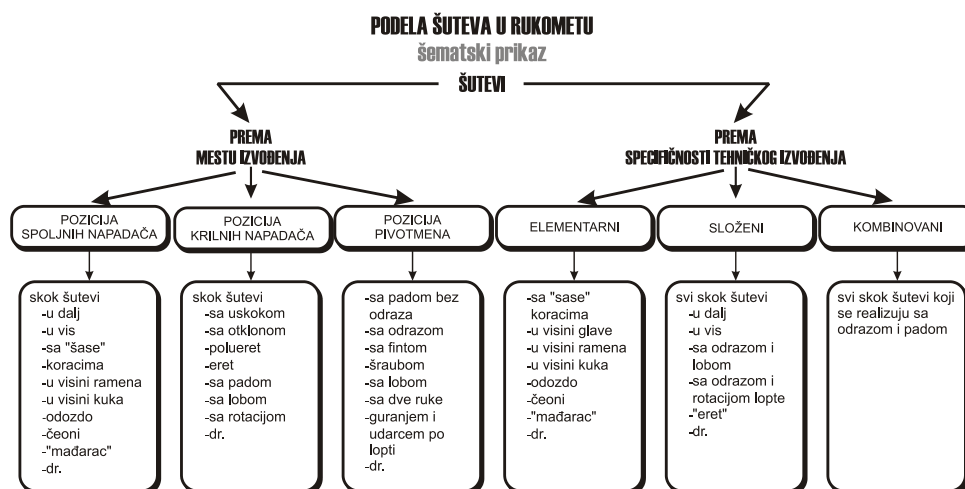 PODELA ŠUTEVA U RUKOMETU
šematski prikaz
ŠUTEVI
PREMA
MESTU IZVOĐENJA
PREMA
SPECIFIČNOSTI TEHNIČKOG IZVOĐENJA
POZICIJA
SPOLJNIH NAPADAČA
POZICIJA
KRILNIH NAPADAČA
POZICIJA
PIVOTMENA
ELEMENTARNI
SLOŽENI
KOMBINOVANI
skok šutevi
-u dalj
-u vis
-sa "šase"
-koracima
-u visini ramena
-u visini kuka
-odozdo
-čeoni
-"mađarac"
-dr.
skok šutevi
-sa uskokom
-sa otklonom
-polueret
-eret
-sa padom
-sa lobom
-sa rotacijom
-dr.
-sa padom bez
odraza
-sa odrazom
-sa fintom
-šraubom
-sa lobom
-sa dve ruke
-guranjem i
udarcem po
lopti
-dr.
-sa "sase"
koracima
-u visini glave
-u visini ramena
-u visini kuka
-odozdo
-čeoni
-"mađarac"
-dr.
svi skok šutevi
-u dalj
-u vis
-sa odrazom i
lobom
-sa odrazom i
rotacijom lopte
-"eret"
-dr.
svi skok šutevi koji
se realizuju sa
odrazom i padom